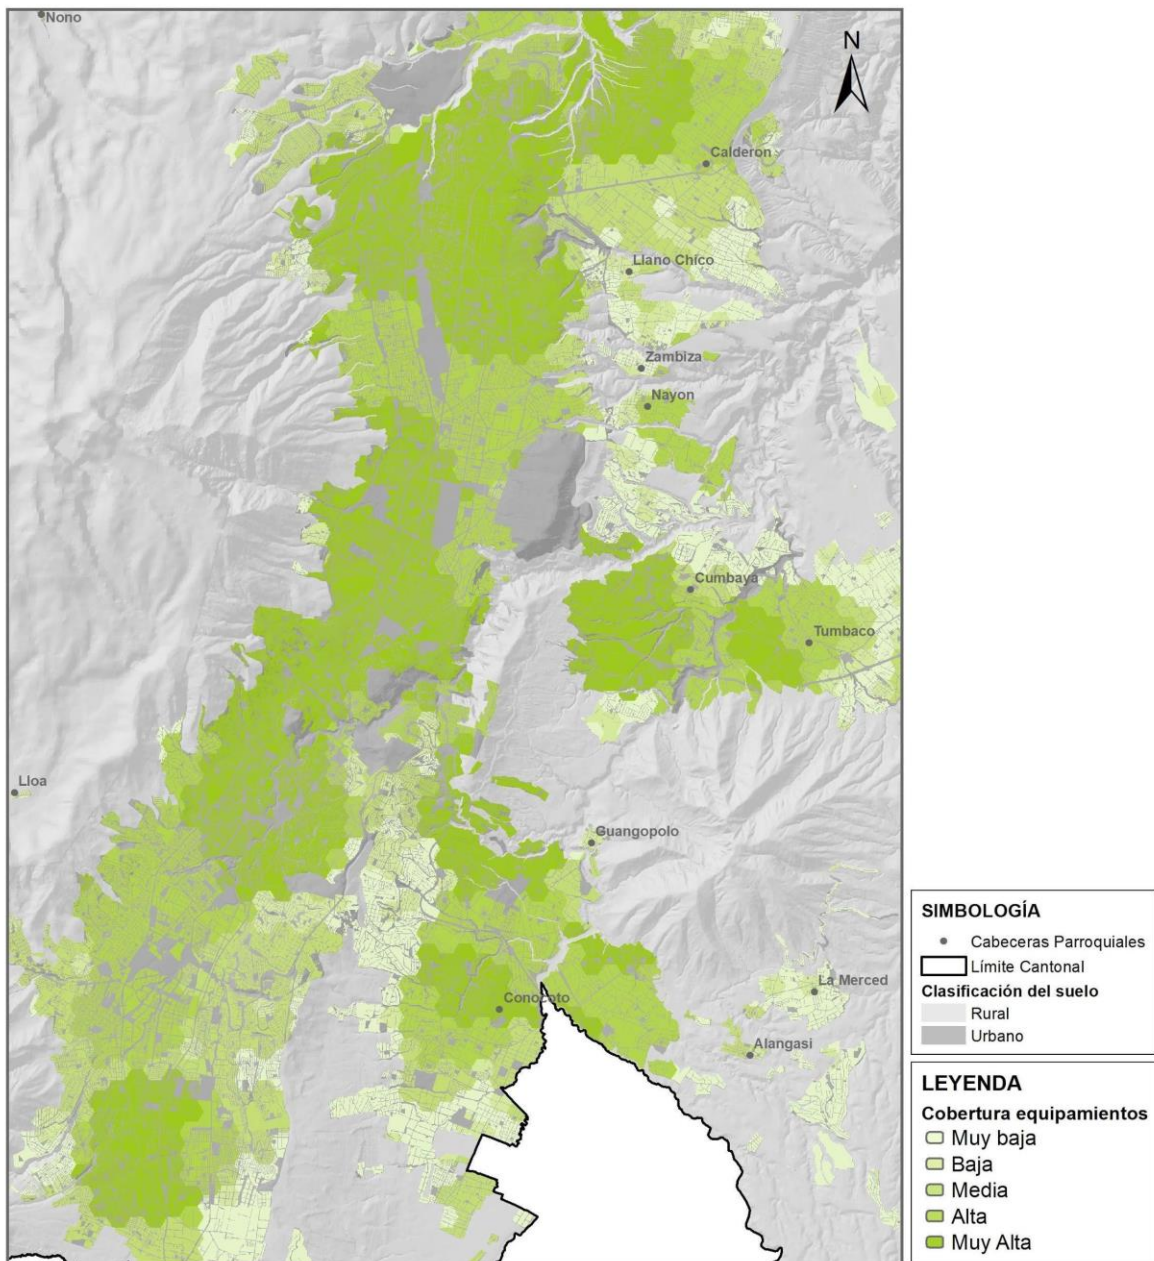 Nono
N
Calderon
Llano Chico
Zambiza
Nayon
Cumbaya
Tumbaco
Lloa
Guangopolo
La Merced
Conocoto
Alangasi
SIMBOLOGÍA
Cabeceras Parroquiales
Límite Cantonal
Clasificación del suelo
Rural
Urbano
LEYENDA
Cobertura equipamientos
Muy baja
Baja
Media
Alta
Muy Alta